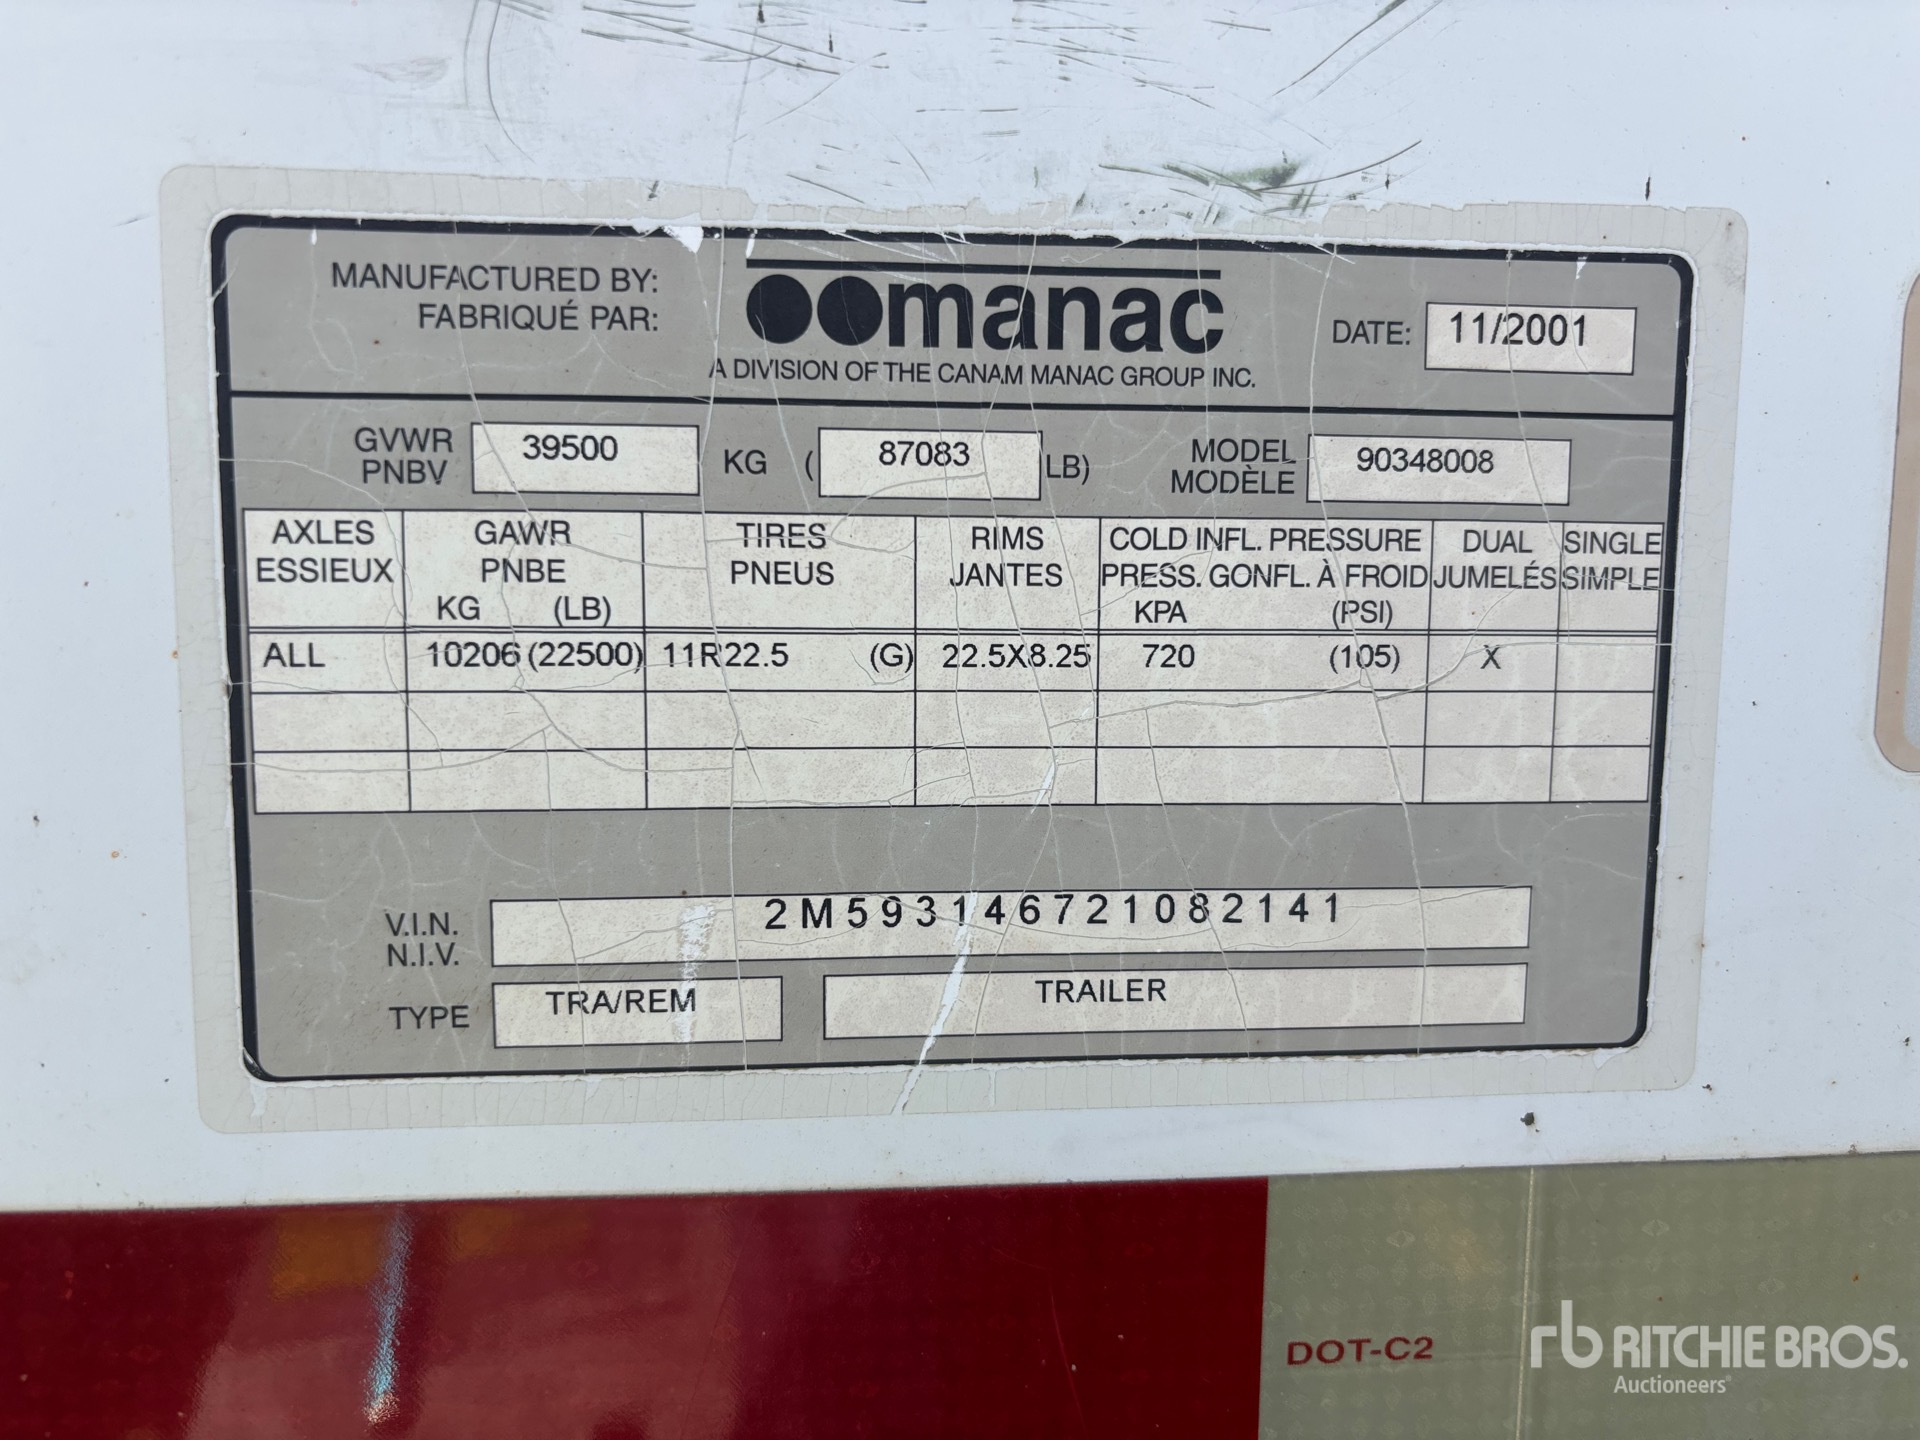 MANUFACTURED BY:
FABRIQUÉ PAR:
manac
A DIVISION OF THE CANAM MANAC GROUP INC.
DATE: 11/2001
GVWR
PNBV
39500 KG ( 87083 LB)
MODEL
MODÈLE
90348008
AXLES
ESSIEUX
GAWR
PNBE
KG (LB)
TIRES
PNEUS
RIMS
JANTES
COLD INFL. PRESSURE
PRESS. GONFL. À FROID
KPA (PSI)
DUAL
JUMELÉS
SINGLE
SIMPLE
ALL 10206 (22500) 11R22.5 (G) 22.5X8.25 720 (105) X
V.I.N.
N.I.V.
2M593146721082141
TYPE TRA/REM TRAILER
DOT-C2
rb RITCHIE BROS.
Auctioneers